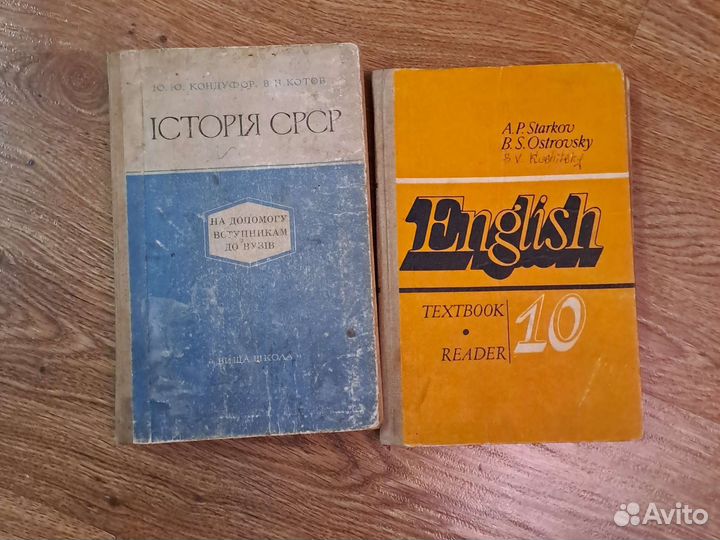 Ю. Ю. КОНДУФОР, В. Н. КОТОВ
ІСТОРІЯ СРСР
НА ДОПОМОГУ
ВСТУПНИКАМ
ДО ВУЗІВ
„ВИЩА ШКОЛА"
A.P. Starkov
B.S. Ostrovsky
B V
English
TEXTBOOK
•
READER
10
Avito